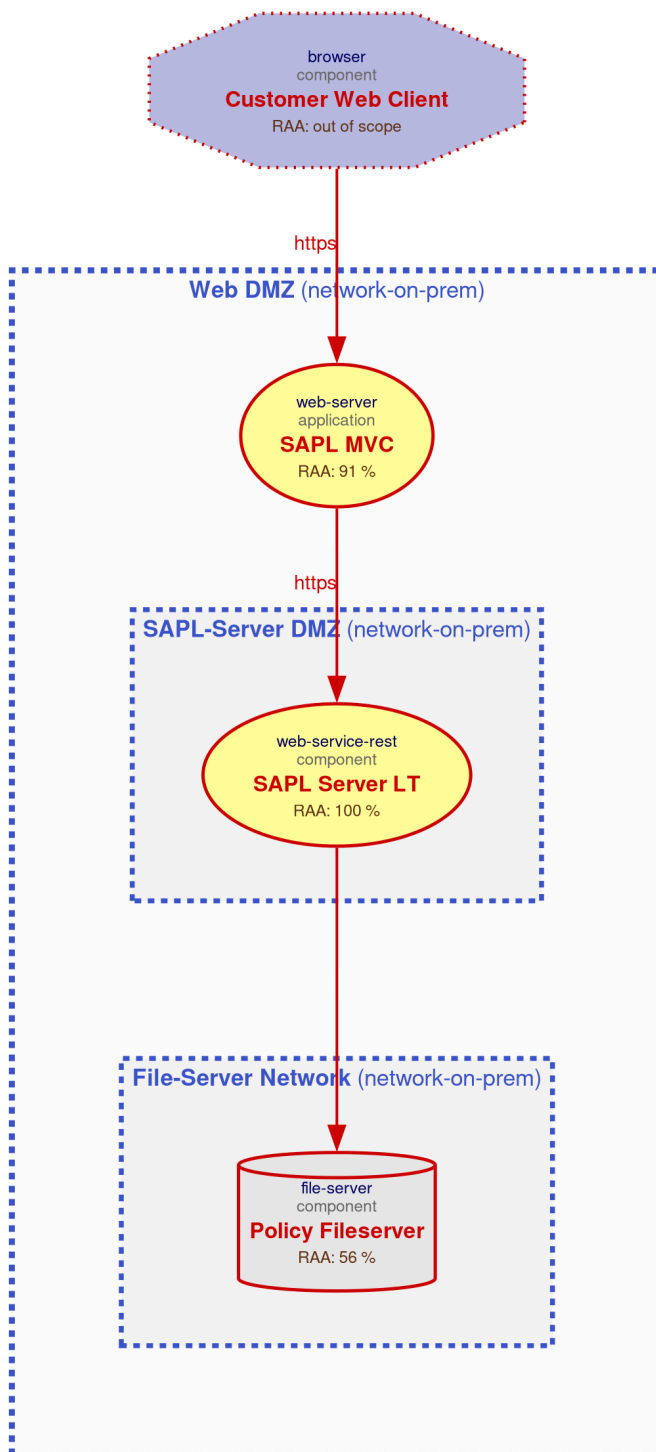 browser
component
Customer Web Client
RAA: out of scope
https
Web DMZ (network-on-prem)
web-server
application
SAPL MVC
RAA: 91 %
https
SAPL-Server DMZ (network-on-prem)
web-service-rest
component
SAPL Server LT
RAA: 100 %
File-Server Network (network-on-prem)
file-server
component
Policy Fileserver
RAA: 56 %